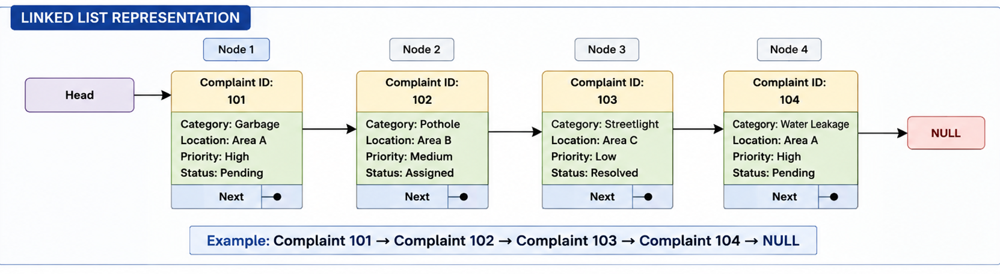 LINKED LIST REPRESENTATION
Node 1
Node 2
Node 3
Node 4
Head
Complaint ID:
101
Category: Garbage
Location: Area A
Priority: High
Status: Pending
Next
Complaint ID:
102
Category: Pothole
Location: Area B
Priority: Medium
Status: Assigned
Next
Complaint ID:
103
Category: Streetlight
Location: Area C
Priority: Low
Status: Resolved
Next
Complaint ID:
104
Category: Water Leakage
Location: Area A
Priority: High
Status: Pending
Next
NULL
Example: Complaint 101 → Complaint 102 → Complaint 103 → Complaint 104 → NULL